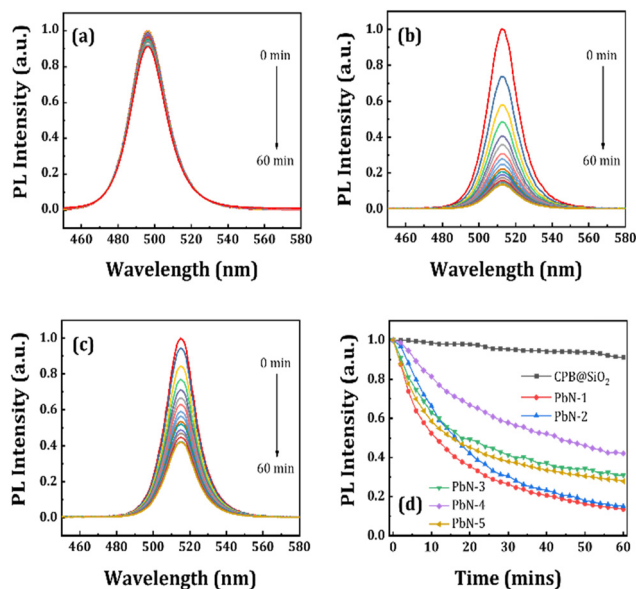 (a)
0 min
60 min
PL Intensity (a.u.)
1.0
0.8
0.6
0.4
0.2
0.0
460 480 500 520 540 560 580
Wavelength (nm)
(b)
0 min
60 min
PL Intensity (a.u.)
1.0
0.8
0.6
0.4
0.2
0.0
460 480 500 520 540 560 580
Wavelength (nm)
(c)
0 min
60 min
PL Intensity (a.u.)
1.0
0.8
0.6
0.4
0.2
0.0
460 480 500 520 540 560 580
Wavelength (nm)
PL Intensity (a.u.)
1.0
0.8
0.6
0.4
0.2
0.0
CPB@SiO₂
PbN-1
PbN-2
PbN-3
PbN-4
PbN-5
(d)
0 10 20 30 40 50 60
Time (mins)